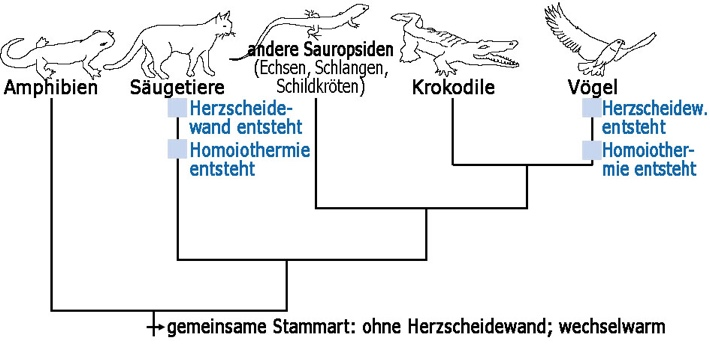 Amphibien
Säugetiere
andere Sauropsiden
(Echsen, Schlangen,
Schildkröten)
Krokodile
Vögel
Herzscheide-
wand entsteht
Homoiothermie
entsteht
Herzscheidew.
entsteht
Homoiother-
mie entsteht
gemeinsame Stammart: ohne Herzscheidewand; wechselwarm